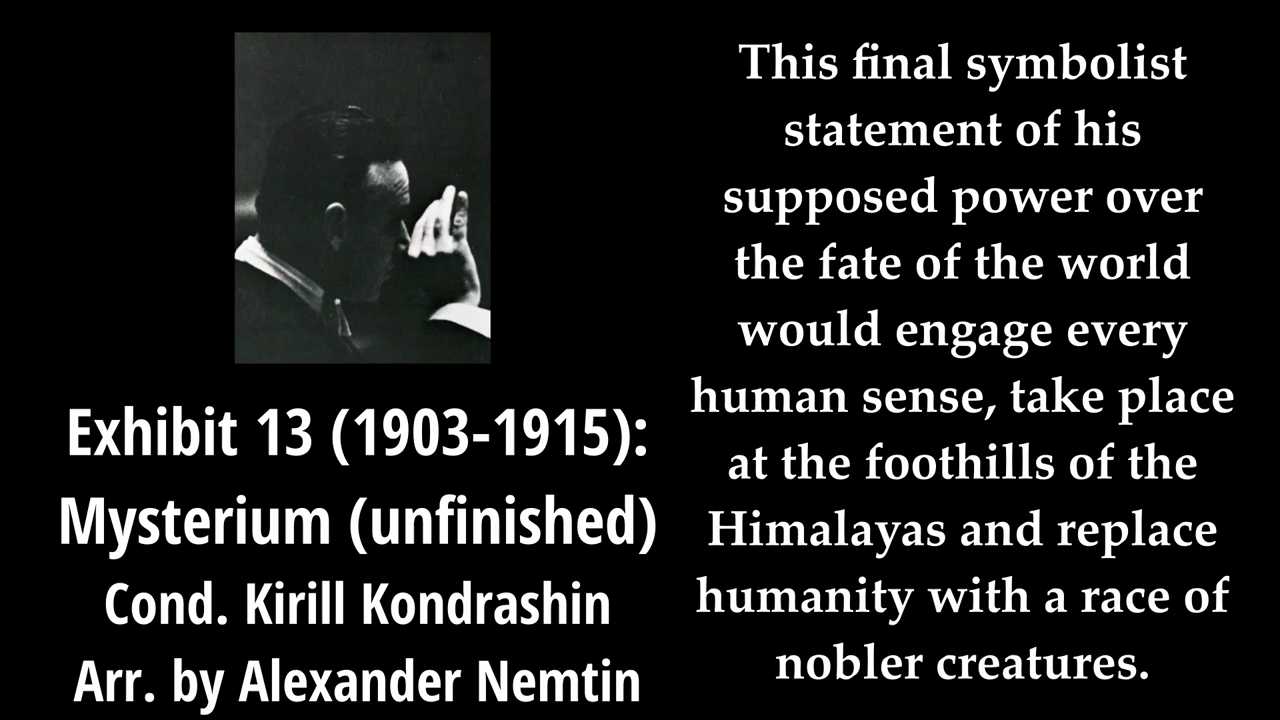 Exhibit 13 (1903-1915):
Mysterium (unfinished)
Cond. Kirill Kondrashin
Arr. by Alexander Nemtin
This final symbolist
statement of his
supposed power over
the fate of the world
would engage every
human sense, take place
at the foothills of the
Himalayas and replace
humanity with a race of
nobler creatures.